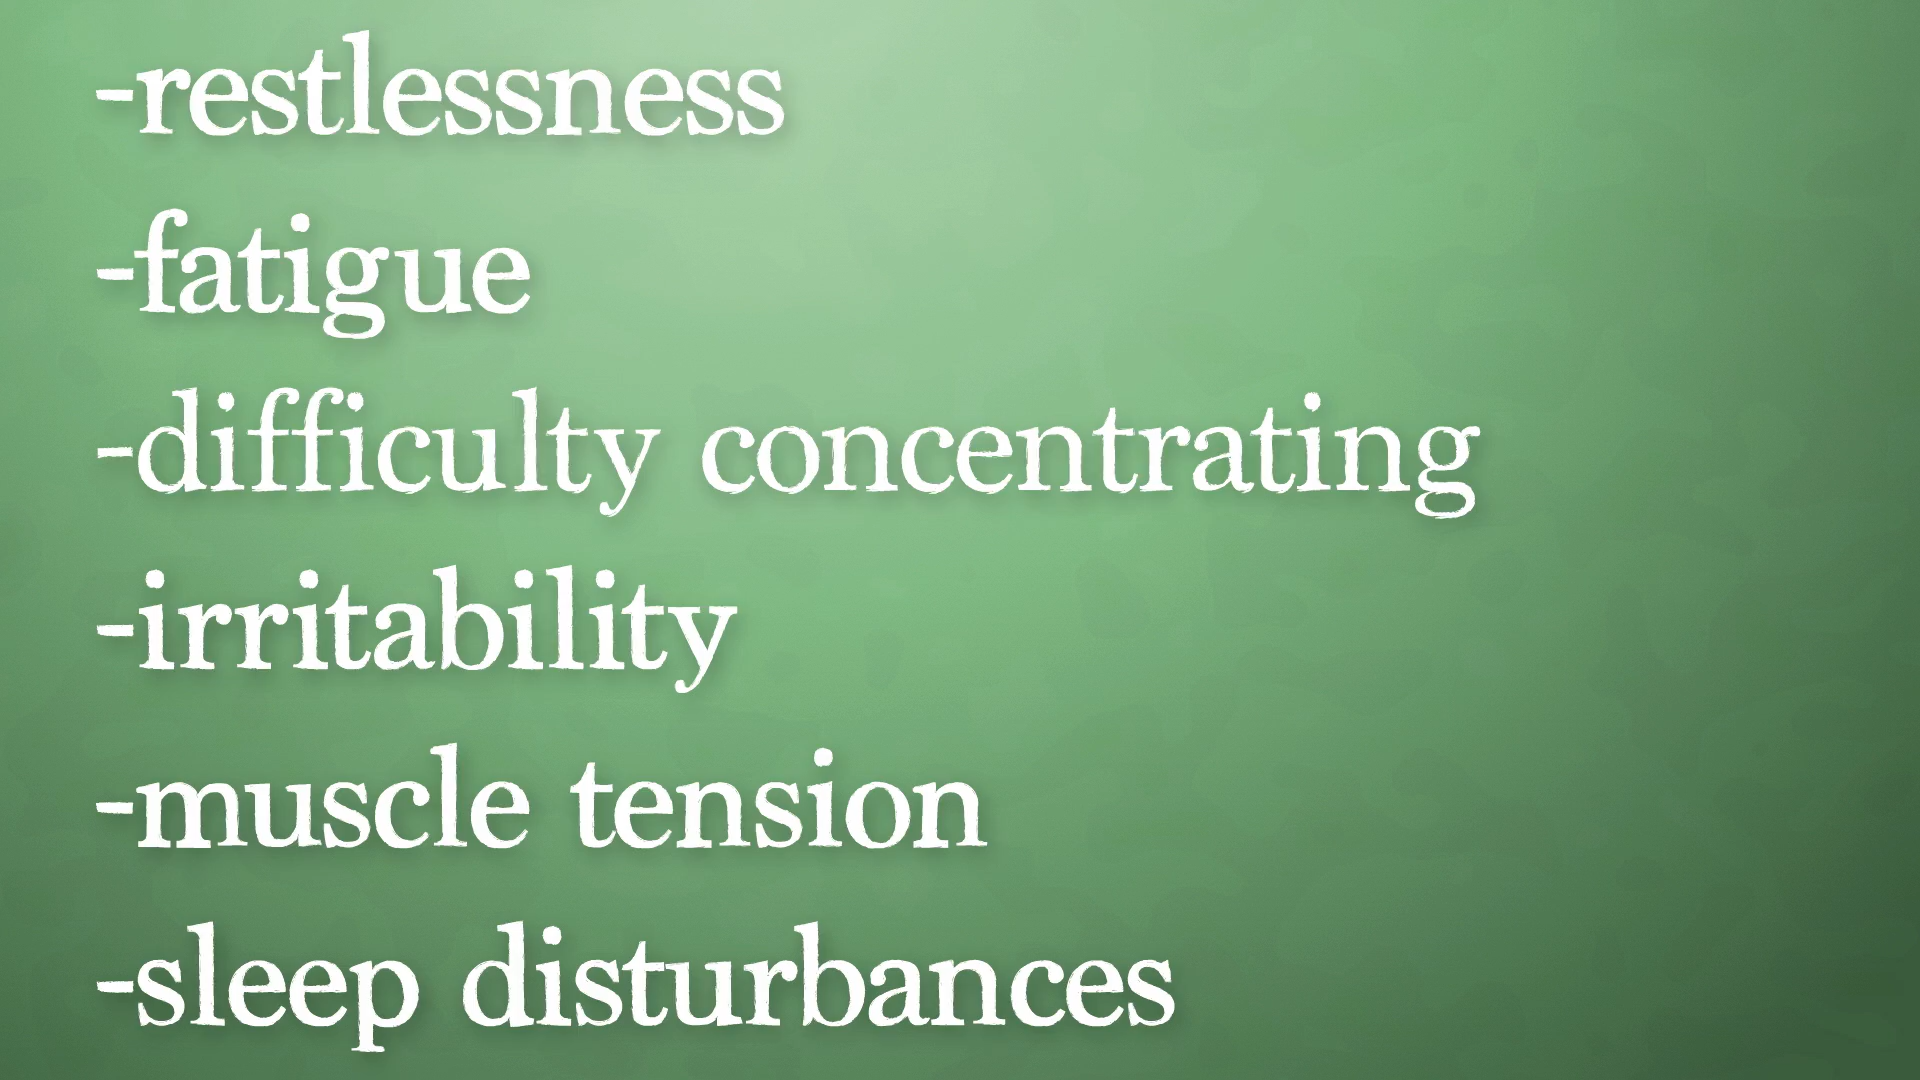 -restlessness
-fatigue
-difficulty concentrating
-irritability
-muscle tension
-sleep disturbances